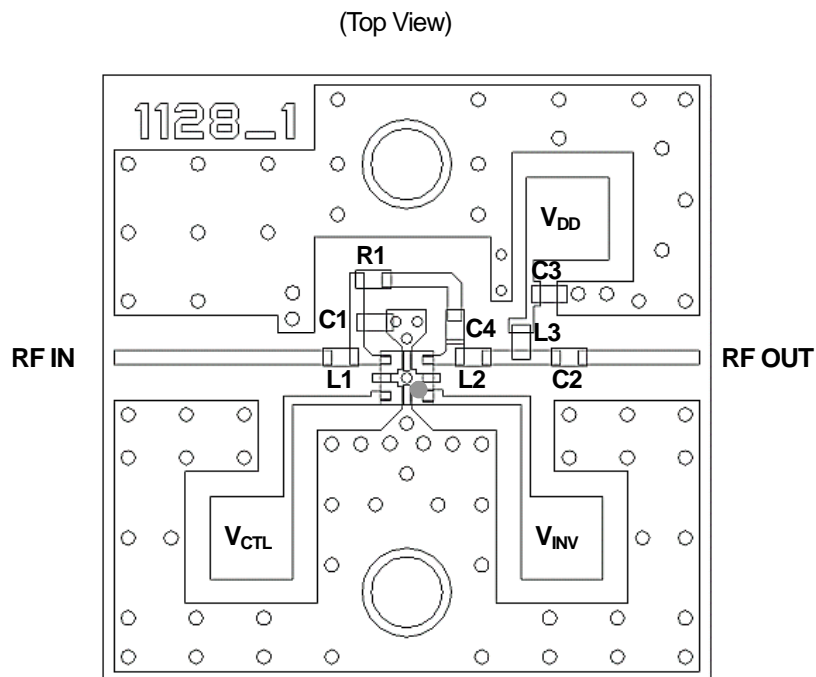 (Top View)
1128_1
VDD
R1
C3
C1
C4
L3
RF IN
RF OUT
L1
L2
C2
VCTL
VINV